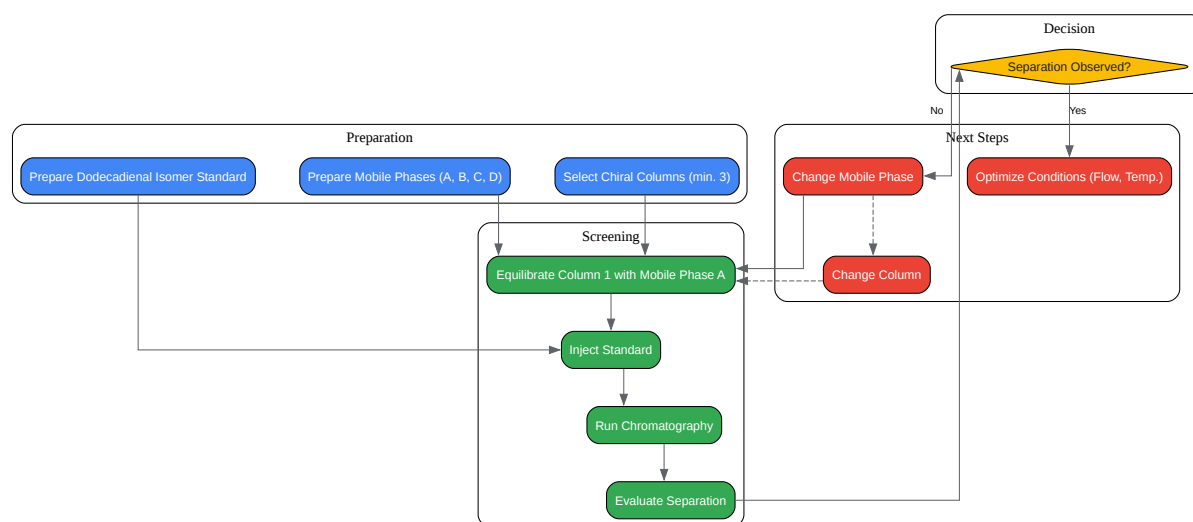 Decision
Separation Observed?
No
Yes
Preparation
Next Steps
Prepare Dodecadienal Isomer Standard
Prepare Mobile Phases (A, B, C, D)
Select Chiral Columns (min. 3)
Change Mobile Phase
Optimize Conditions (Flow, Temp.)
Screening
Equilibrate Column 1 with Mobile Phase A
Change Column
Inject Standard
Run Chromatography
Evaluate Separation